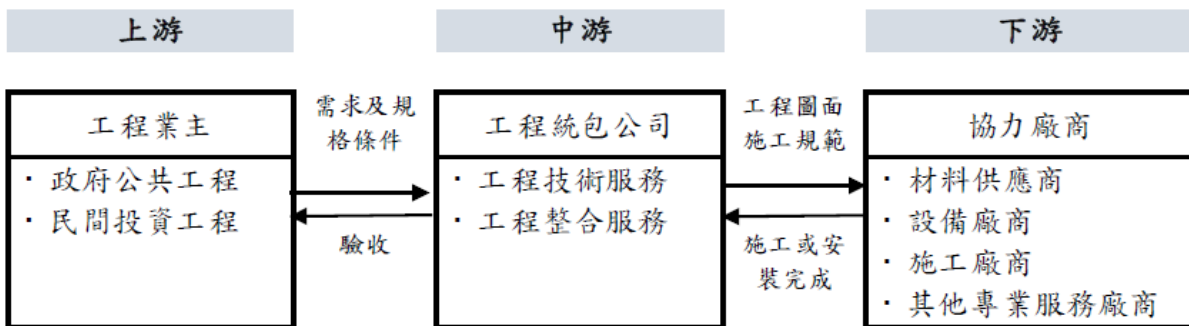 上游
中游
下游
工程業主
・政府公共工程
・民間投資工程
需求及規
格條件
驗收
工程統包公司
・工程技術服務
・工程整合服務
工程圖面
施工規範
施工或安
裝完成
協力廠商
・材料供應商
・設備廠商
・施工廠商
・其他專業服務廠商